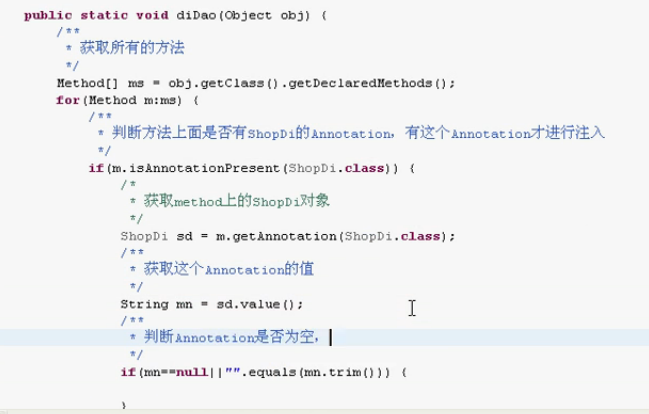 public static void diDao(Object obj) {
/**
* 获取所有的方法
*/
Method[] ms = obj.getClass().getDeclaredMethods();
for(Method m:ms) {
/**
* 判断方法上面是否有ShopDi的Annotation，有这个Annotation才进行注入
*/
if(m.isAnnotationPresent(ShopDi.class)) {
/*
* 获取method上的ShopDi对象
*/
ShopDi sd = m.getAnnotation(ShopDi.class);
/**
* 获取这个Annotation的值
*/
String mn = sd.value();
/**
* 判断Annotation是否为空，
*/
if(mn==null||"".equals(mn.trim())) {
}